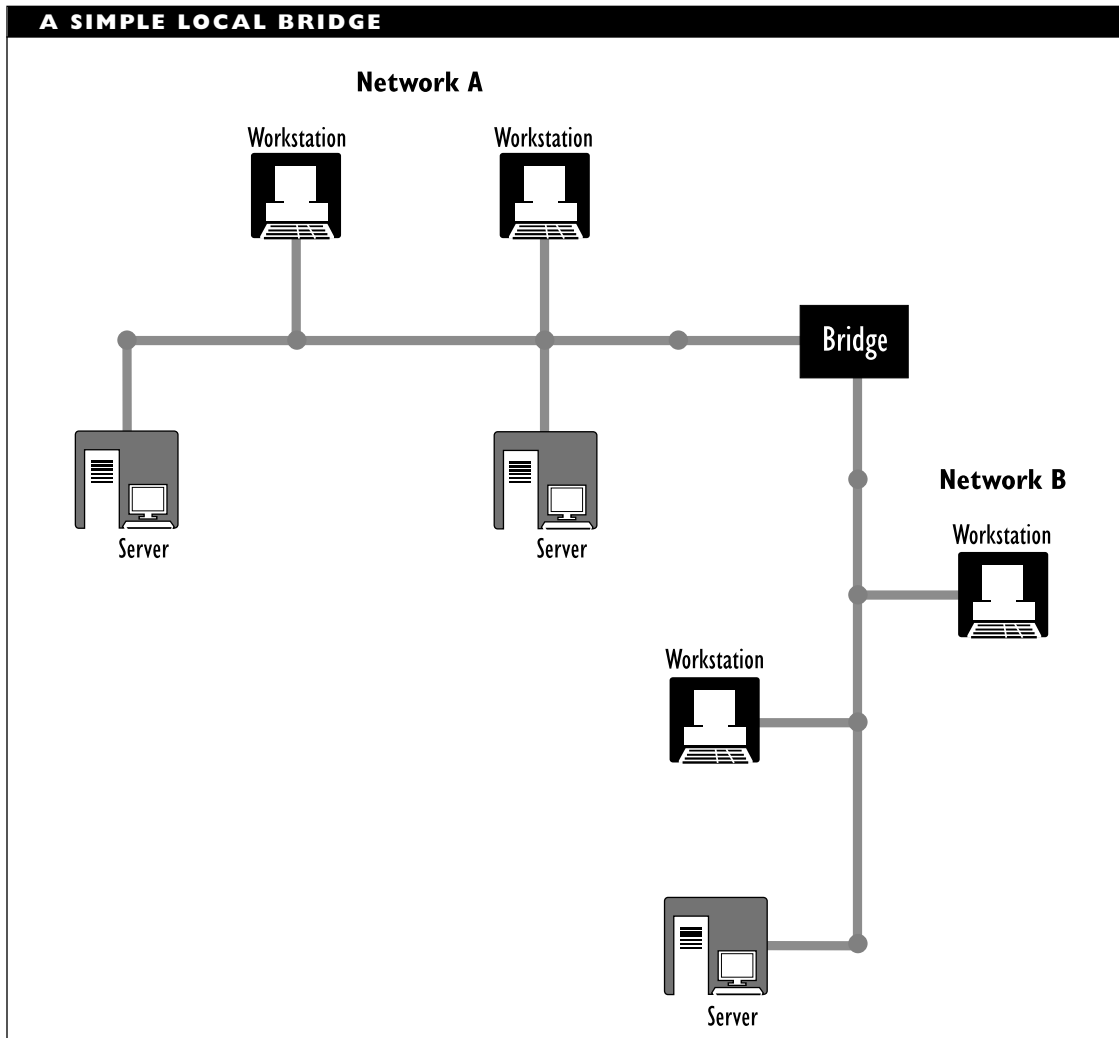 A SIMPLE LOCAL BRIDGE
Network A
Workstation
Workstation
Bridge
Server
Server
Network B
Workstation
Workstation
Server